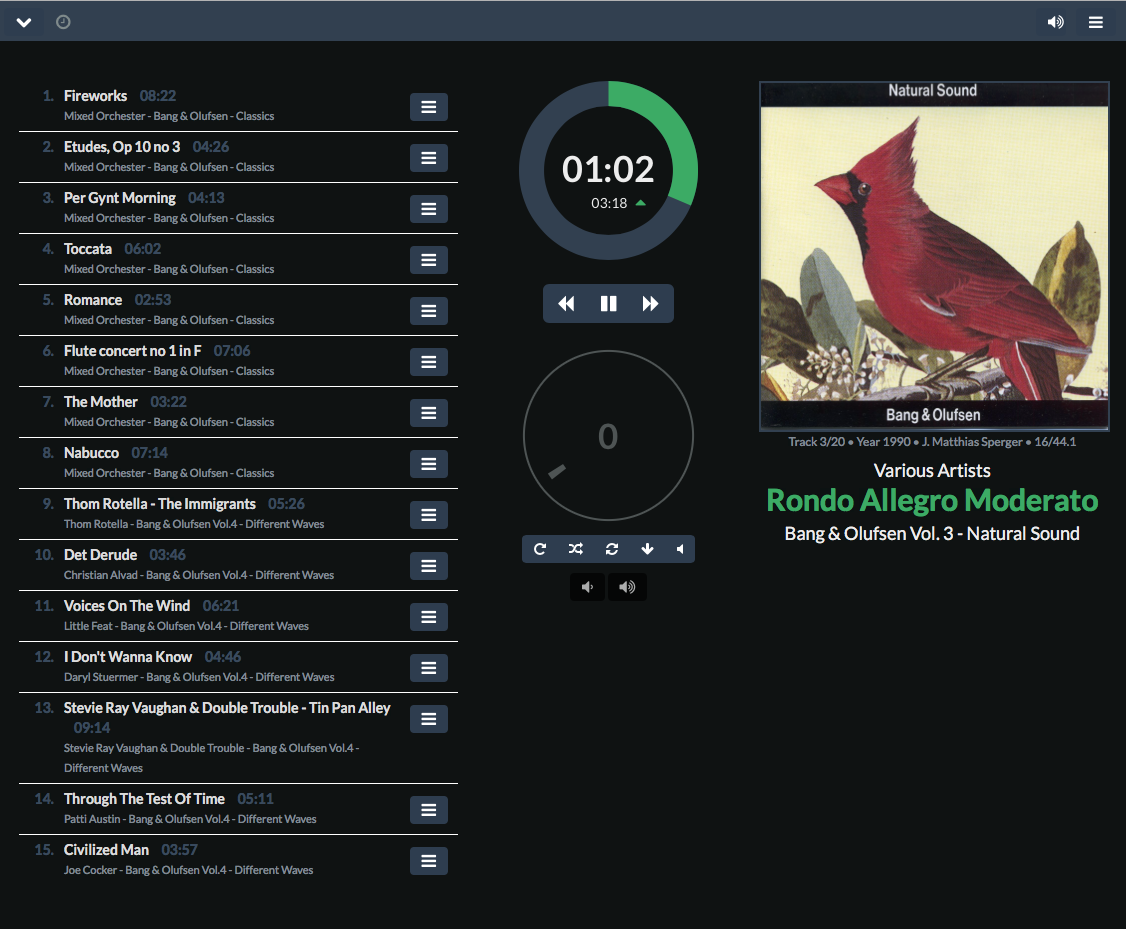 1. Fireworks 08:22
Mixed Orchester - Bang & Olufsen - Classics
2. Etudes, Op 10 no 3 04:26
Mixed Orchester - Bang & Olufsen - Classics
3. Per Gynt Morning 04:13
Mixed Orchester - Bang & Olufsen - Classics
4. Toccata 06:02
Mixed Orchester - Bang & Olufsen - Classics
5. Romance 02:53
Mixed Orchester - Bang & Olufsen - Classics
6. Flute concert no 1 in F 07:06
Mixed Orchester - Bang & Olufsen - Classics
7. The Mother 03:22
Mixed Orchester - Bang & Olufsen - Classics
8. Nabucco 07:14
Mixed Orchester - Bang & Olufsen - Classics
9. Thom Rotella - The Immigrants 05:26
Thom Rotella - Bang & Olufsen Vol.4 - Different Waves
10. Det Derude 03:46
Christian Alvad - Bang & Olufsen Vol.4 - Different Waves
11. Voices On The Wind 06:21
Little Feat - Bang & Olufsen Vol.4 - Different Waves
12. I Don't Wanna Know 04:46
Daryl Stuermer - Bang & Olufsen Vol.4 - Different Waves
13. Stevie Ray Vaughan & Double Trouble - Tin Pan Alley
09:14
Stevie Ray Vaughan & Double Trouble - Bang & Olufsen Vol.4 -
Different Waves
14. Through The Test Of Time 05:11
Patti Austin - Bang & Olufsen Vol.4 - Different Waves
15. Civilized Man 03:57
Joe Cocker - Bang & Olufsen Vol.4 - Different Waves
01:02
03:18
0
Natural Sound
Bang & Olufsen
Track 3/20 • Year 1990 • J. Matthias Sperger • 16/44.1
Various Artists
Rondo Allegro Moderato
Bang & Olufsen Vol. 3 - Natural Sound